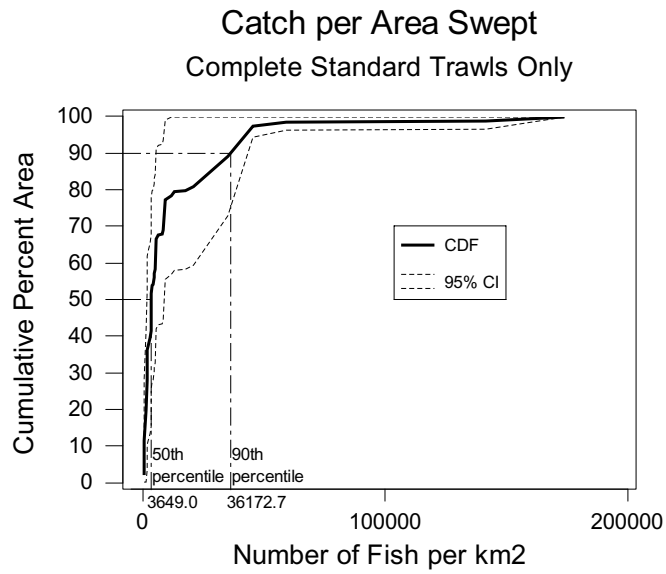 Catch per Area Swept
Complete Standard Trawls Only
Cumulative Percent Area
100
90
80
70
60
50
40
30
20
10
0
CDF
95% CI
50th
percentile
3649.0
90th
percentile
36172.7
0
100000
200000
Number of Fish per km2